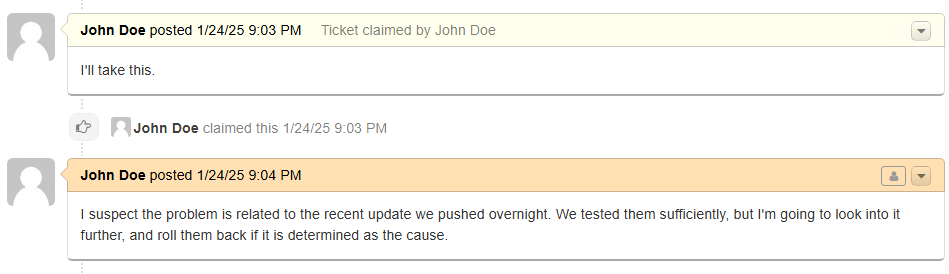 John Doe posted 1/24/25 9:03 PM Ticket claimed by John Doe
I'll take this.
John Doe claimed this 1/24/25 9:03 PM
John Doe posted 1/24/25 9:04 PM
I suspect the problem is related to the recent update we pushed overnight. We tested them sufficiently, but I'm going to look into it
further, and roll them back if it is determined as the cause.